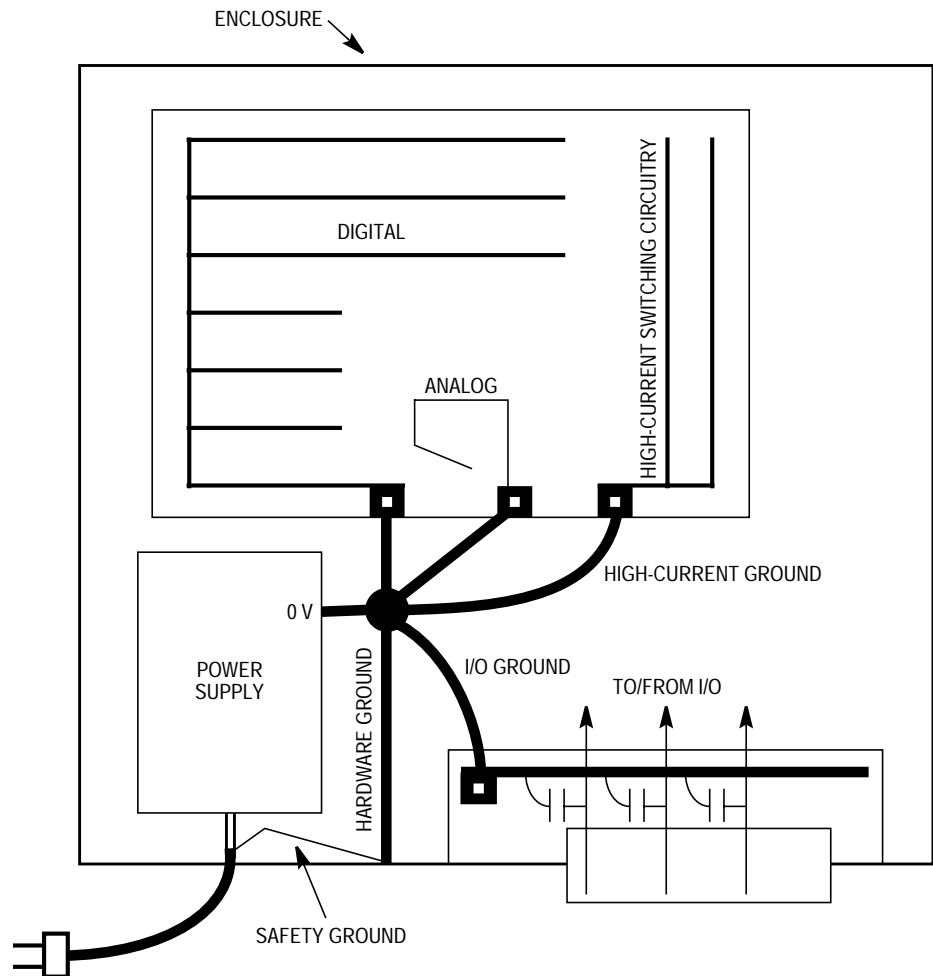 ENCLOSURE
DIGITAL
HIGH-CURRENT SWITCHING CIRCUITRY
ANALOG
HIGH-CURRENT GROUND
0 V
POWER
SUPPLY
HARDWARE GROUND
I/O GROUND
TO/FROM I/O
SAFETY GROUND